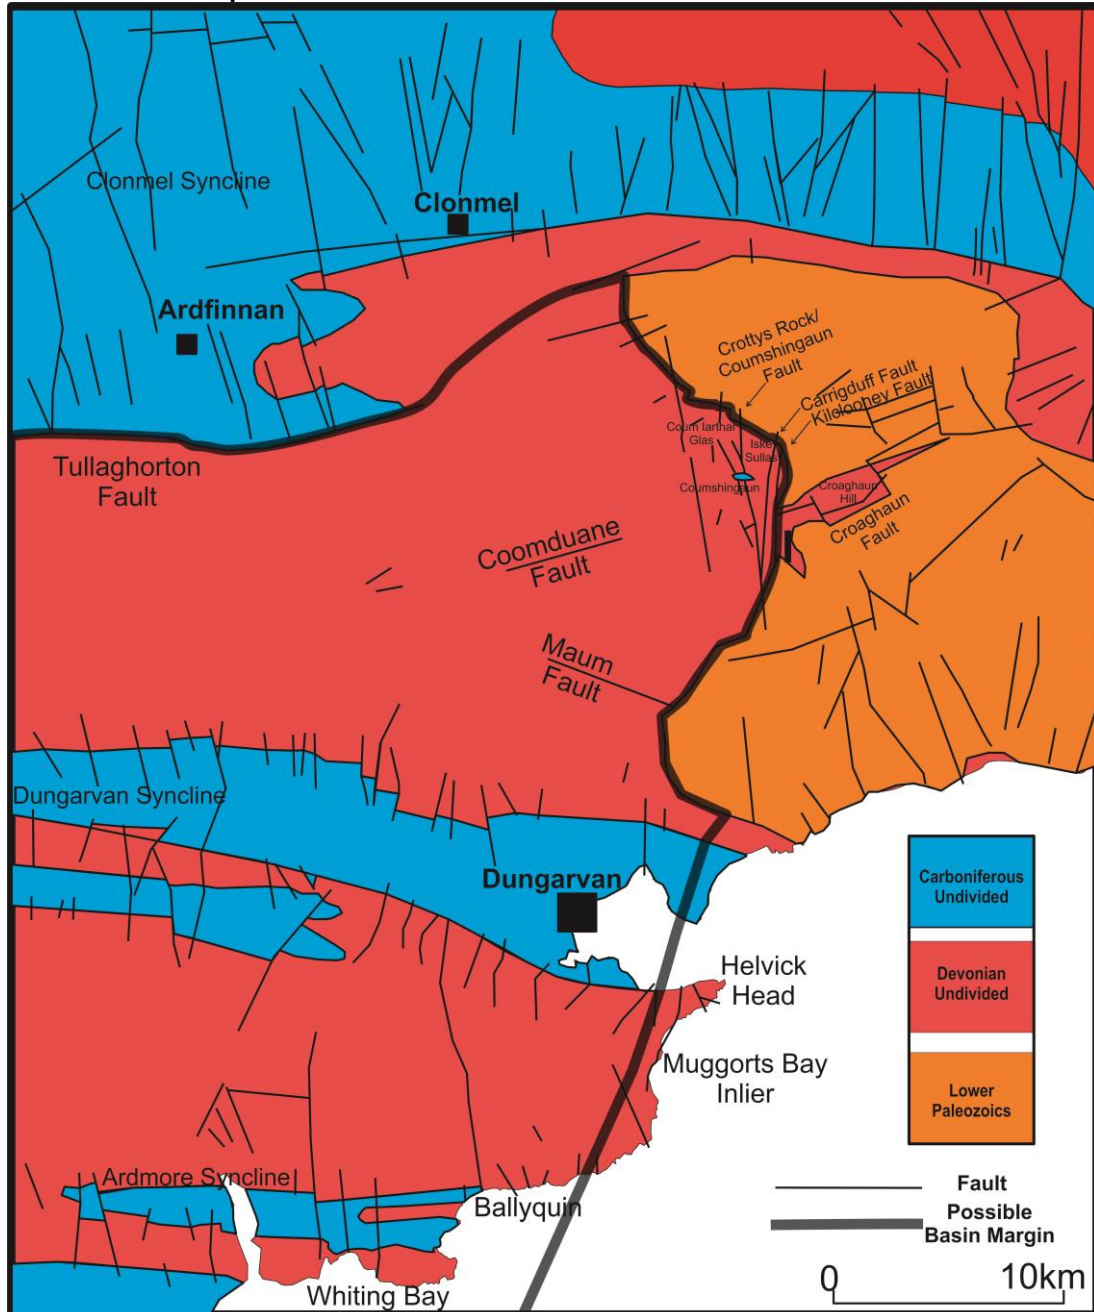 Clonmel Syncline
Clonmel
Ardfinnan
Crottys Rock/
Coumshingaun
Fault
Carrigduff Fault
Kilclooney Fault
Coum Iarthar
Glas
Iske
Sullas
Coumshingaun
Croaghaun
Hill
Croaghaun
Fault
Tullaghorton
Fault
Coomduane
Fault
Maum
Fault
Dungarvan Syncline
Dungarvan
Helvick
Head
Muggorts Bay
Inlier
Ardmore Syncline
Ballyquin
Whiting Bay
Carboniferous
Undivided
Devonian
Undivided
Lower
Paleozoics
Fault
Possible
Basin Margin
0 10km